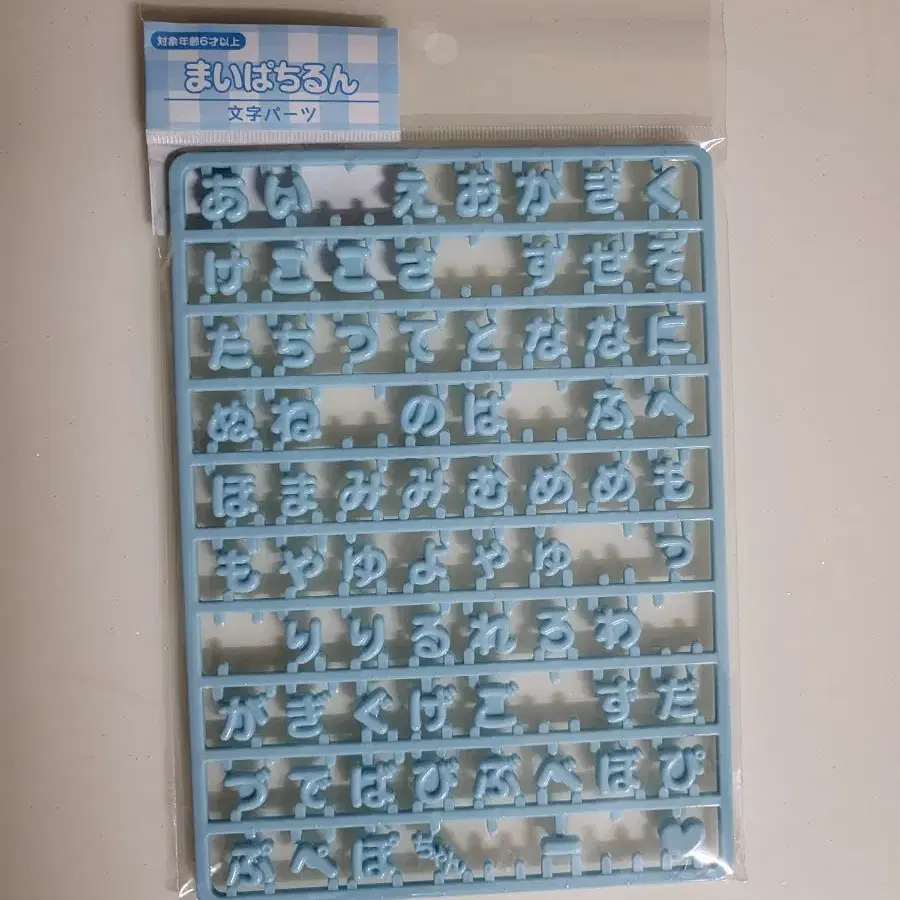 対象年齢6才以上
まいぱちるん
文字パーツ
あいえおかきく
けここさすせそ
たちつてとななに
ぬねのはふへ
ほまみみむめめも
もやゆよゃゅっ
りりるれろわ
がぎぐげごずだ
づでばびぶべぼぴ
ぷぺぽちゃんー♥